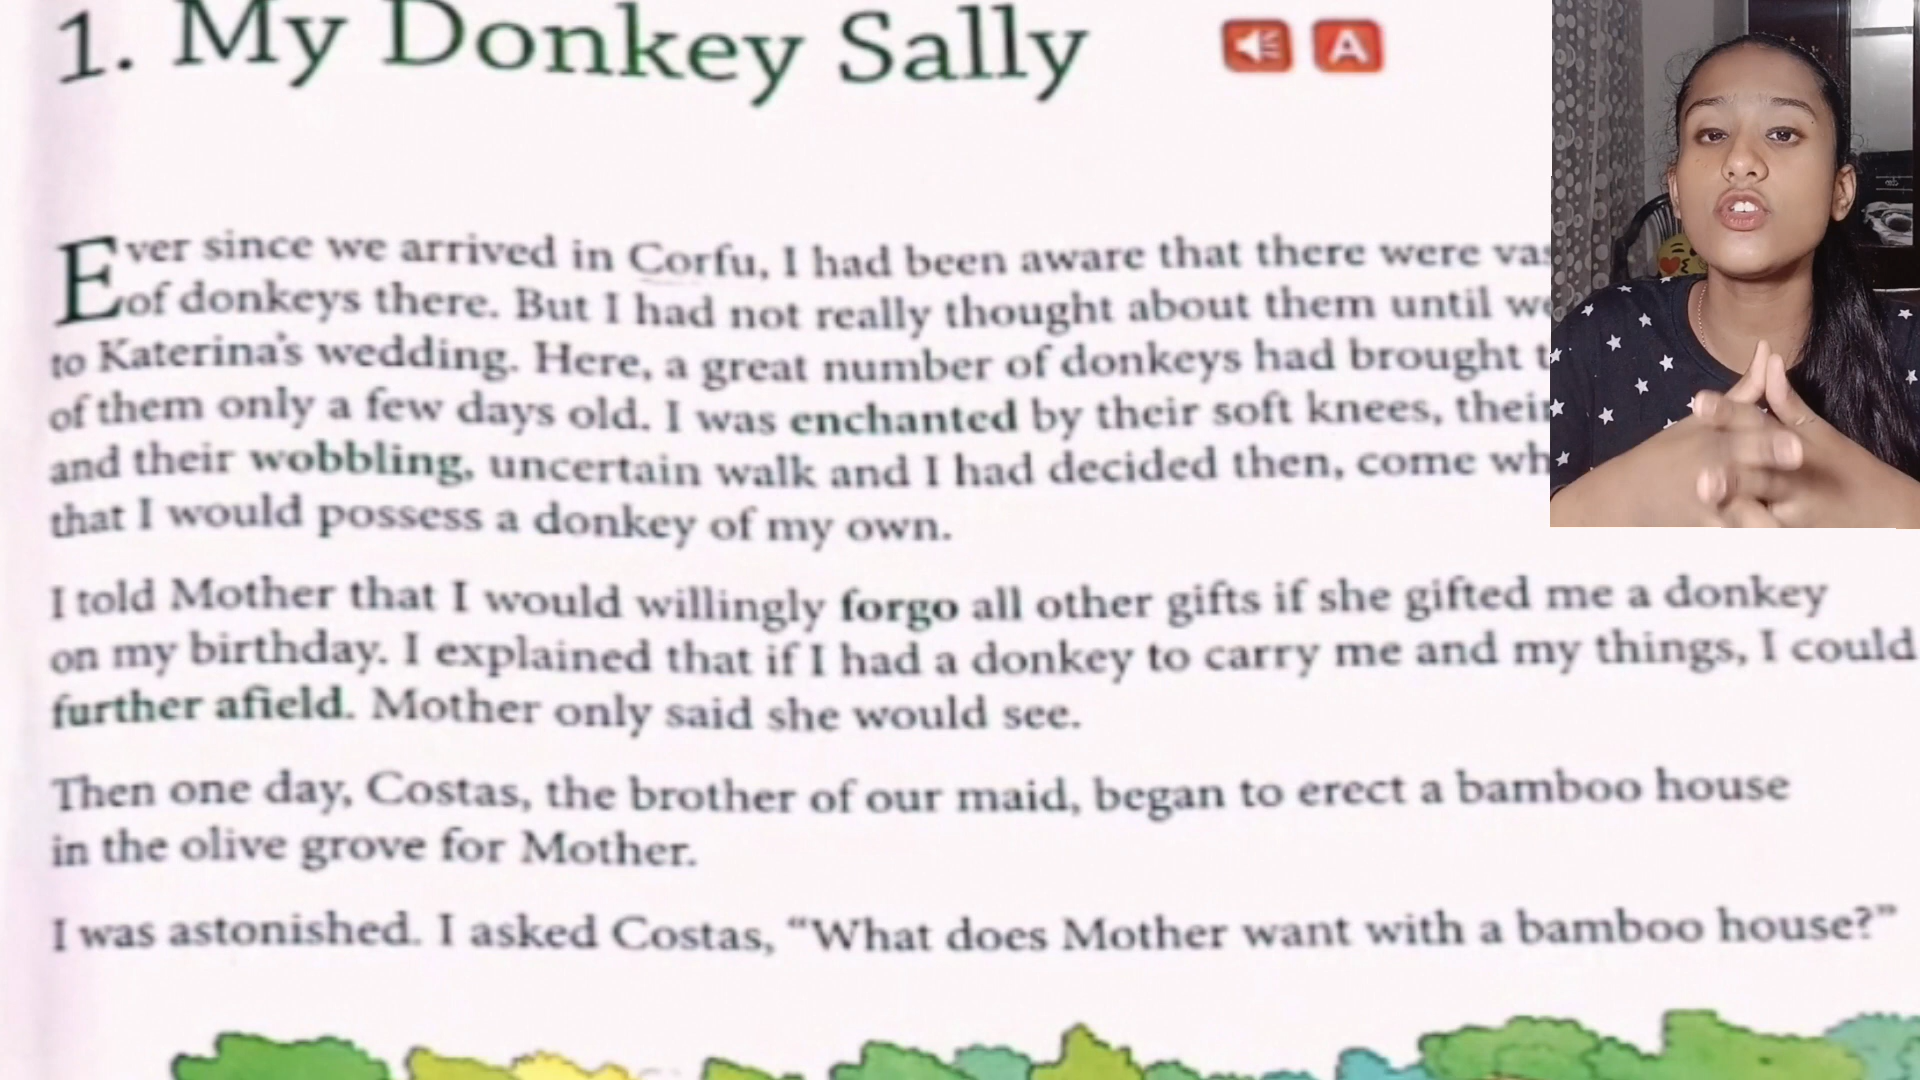 1. My Donkey Sally
A
Ever since we arrived in Corfu, I had been aware that there were
of donkeys there. But I had not really thought about them until
to Katerina's wedding. Here, a great number of donkeys had brought
of them only a few days old. I was enchanted by their soft knees, their
and their wobbling, uncertain walk and I had decided then, come
that I would possess a donkey of my own.
I told Mother that I would willingly forgo all other gifts if she gifted me a donkey
on my birthday. I explained that if I had a donkey to carry me and my things, I could
further afield. Mother only said she would see.
Then one day, Costas, the brother of our maid, began to erect a bamboo house
in the olive grove for Mother.
I was astonished. I asked Costas, “What does Mother want with a bamboo house?”